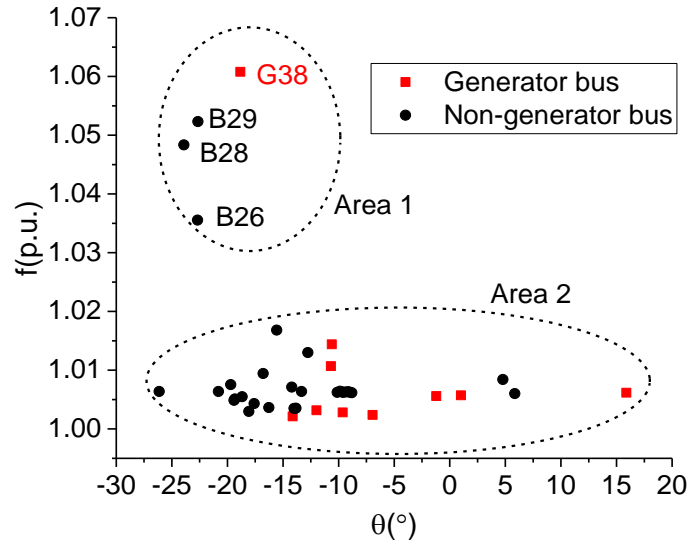 1.07
1.06
1.05
1.04
1.03
1.02
1.01
1.00
f(p.u.)
G38
B29
B28
B26
Area 1
Generator bus
Non-generator bus
Area 2
-30 -25 -20 -15 -10 -5 0 5 10 15 20
θ(°)